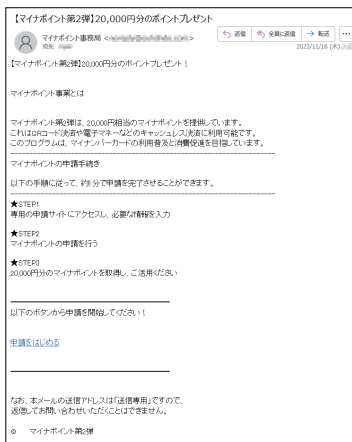 【マイナポイント第2弾】20,000円分のポイントプレゼント
マイナポイント事務局
宛先
返信
全員に返信
転送
2023/11/16 (木)
【マイナポイント第2弾】20,000円分のポイントプレゼント！
マイナポイント事業とは
マイナポイント第2弾は、20,000円相当のマイナポイントを提供しています。
これはQRコード決済や電子マネーなどのキャッシュレス決済に利用可能です。
このプログラムは、マイナンバーカードの利用普及と消費促進を目指しています。
マイナポイントの申請手続き
以下の手順に従って、約 分で申請を完了させることができます。
★STEP1
専用の申請サイトにアクセスし、必要な情報を入力
★STEP2
マイナポイントの申請を行う
★STEP3
20,000円分のマイナポイントを取得し、ご活用ください
以下のボタンから申請を開始してください！
申請をはじめる
なお、本メールの送信アドレスは「送信専用」ですので、
返信してお問い合わせいただくことはできません。
© マイナポイント第2弾